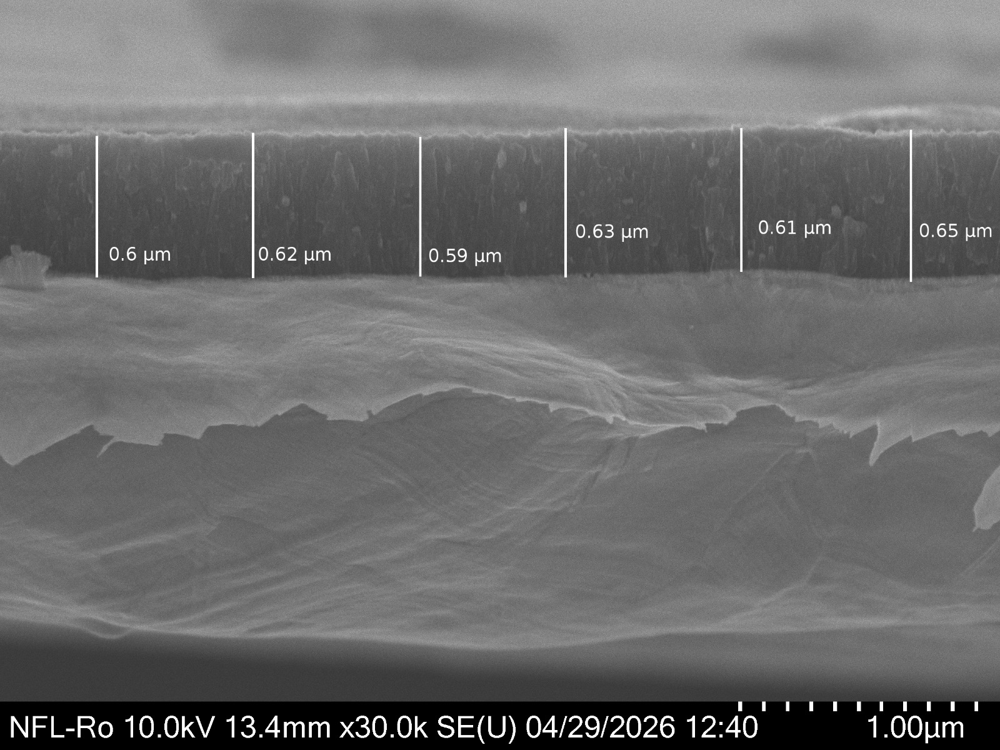 0.6 µm
0.62 µm
0.59 µm
0.63 µm
0.61 µm
0.65 µm
NFL-Ro 10.0kV 13.4mm x30.0k SE(U) 04/29/2026 12:40
1.00µm